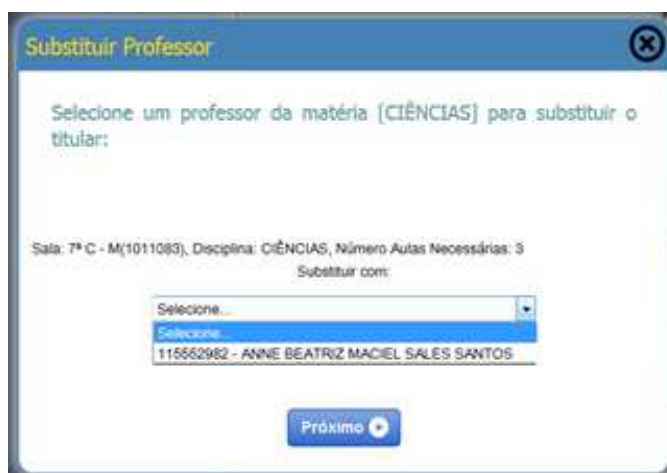 Substituir Professor
Selecione um professor da matéria [CIÊNCIAS] para substituir o
titular:
Sala: 7ª C - M(1011083), Disciplina: CIÊNCIAS, Número Aulas Necessárias: 3
Substituir com:
Selecione...
Selecione...
115562982 - ANNE BEATRIZ MACIEL SALES SANTOS
Próximo